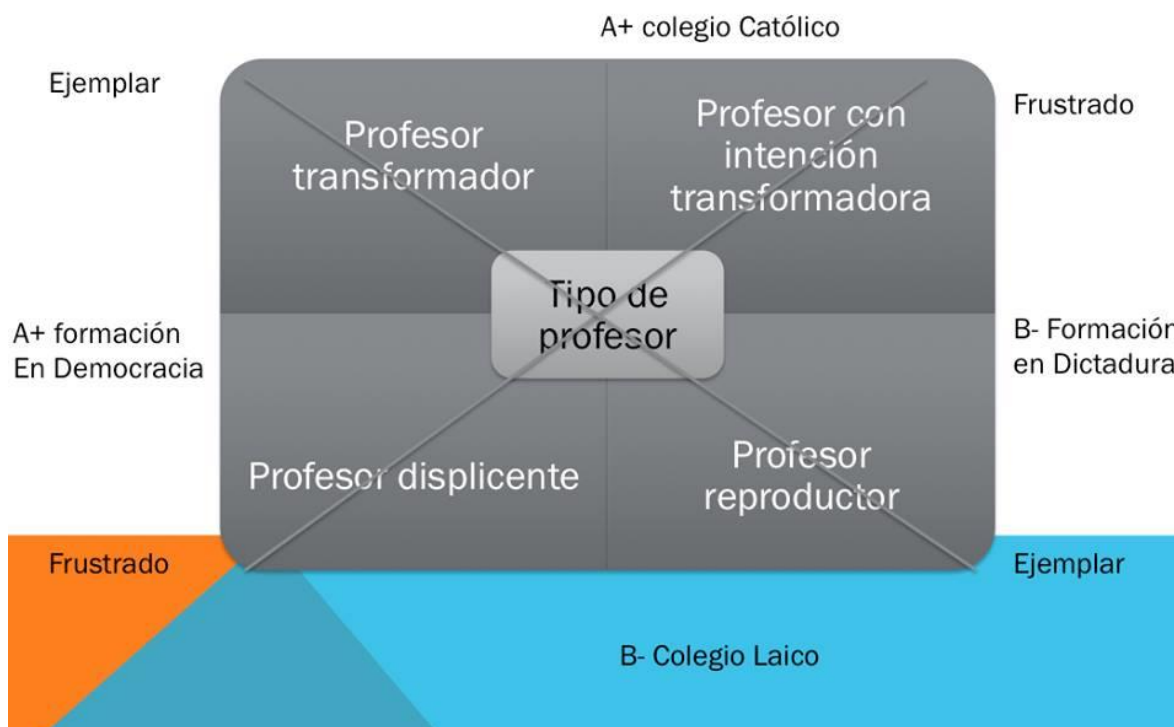 A+ colegio Católico
Ejemplar
Frustrado
Profesor
transformador
Profesor con
intención
transformadora
Tipo de
profesor
A+ formación
En Democracia
B- Formación
en Dictadura
Profesor displicente
Profesor
reproductor
Frustrado
Ejemplar
B- Colegio Laico